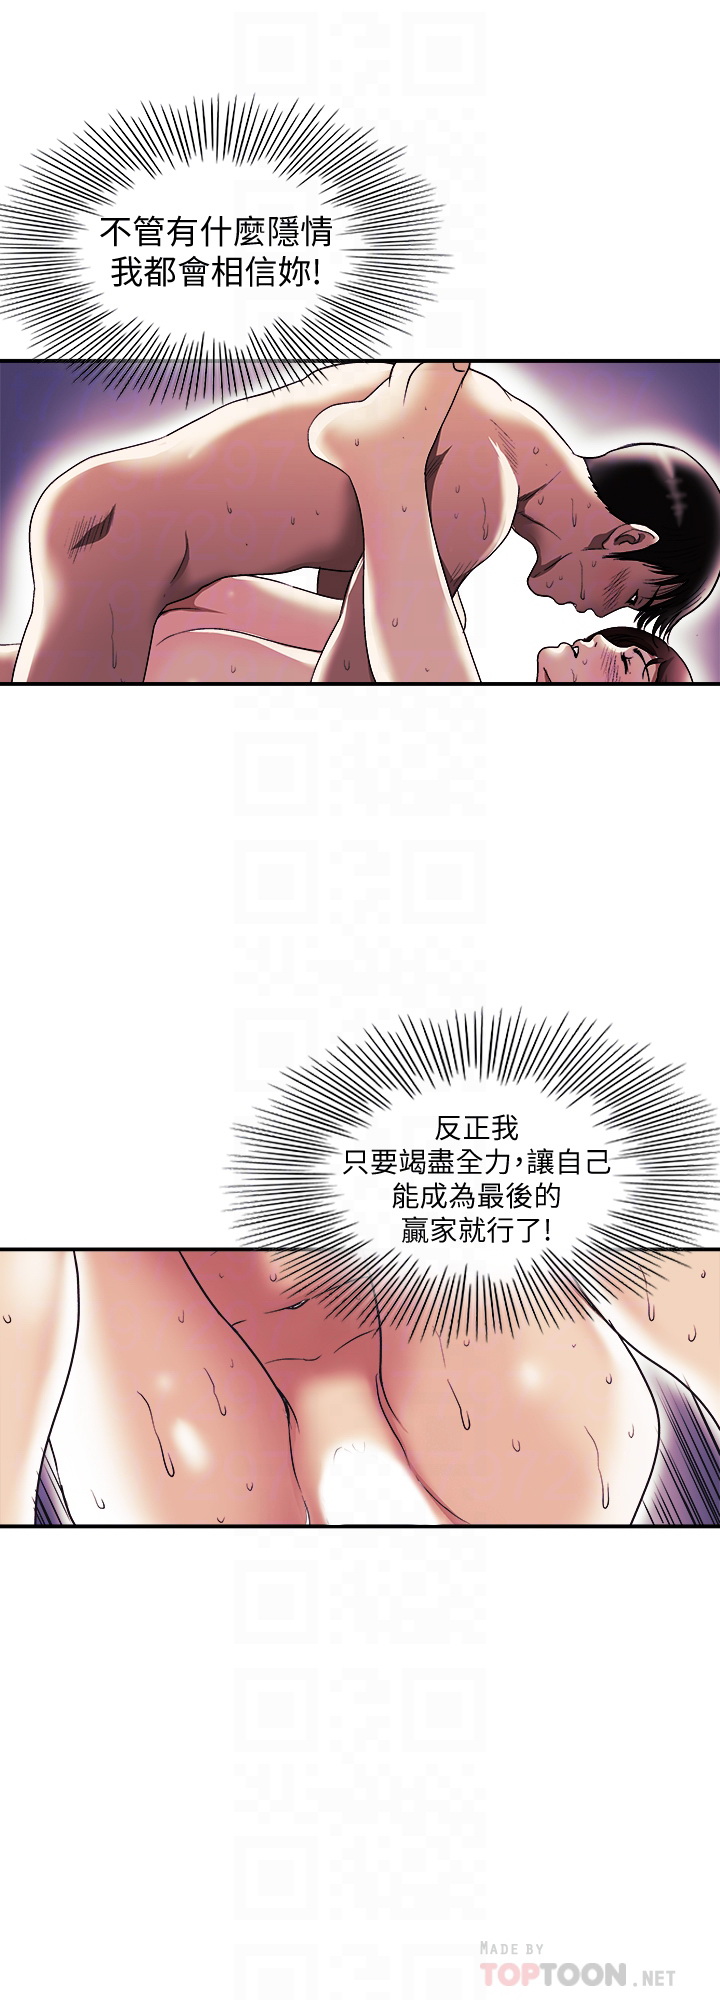 不管有什麼隱情
我都會相信妳!
反正我
只要竭盡全力,讓自己
能成為最後的
贏家就行了!
MADE BY
TOPTOON.NET